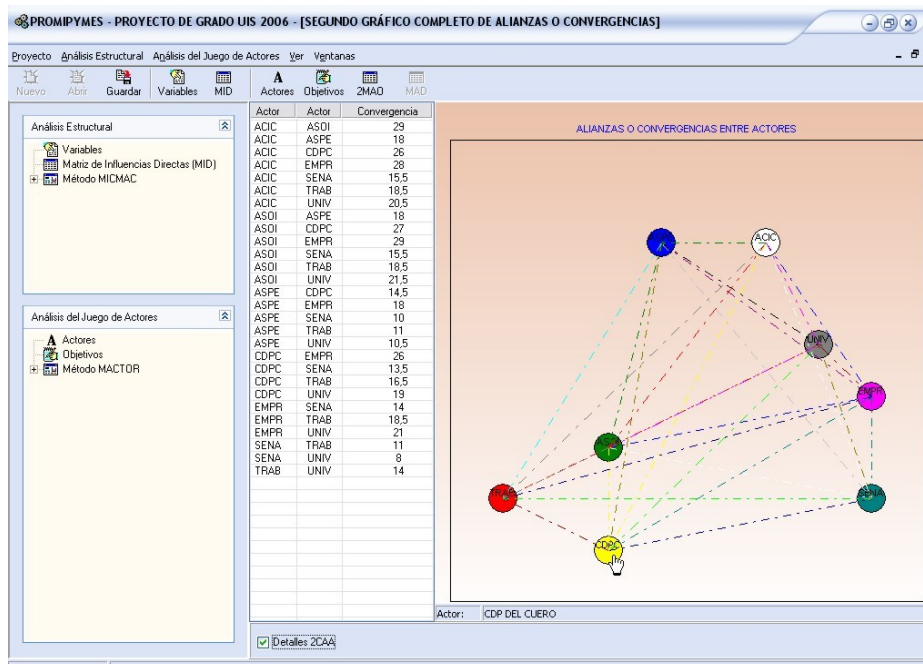 PROMIPYMES - PROYECTO DE GRADO UIS 2006 - [SEGUNDO GRÁFICO COMPLETO DE ALIANZAS O CONVERGENCIAS]
Proyecto Análisis Estructural Análisis del Juego de Actores Ver Ventanas
Nuevo Abrir Guardar Variables MID Actores Objetivos 2MAO MAD
Análisis Estructural
Variables
Matriz de Influencias Directas (MID)
Método MICMAC
Análisis del Juego de Actores
Actores
Objetivos
Método MACTOR
Actor Actor Convergencia
ACIC ASOI 29
ACIC ASPE 18
ACIC CDPC 26
ACIC EMPR 28
ACIC SENA 15,5
ACIC TRAB 18,5
ACIC UNIV 20,5
ASOI ASPE 18
ASOI CDPC 27
ASOI EMPR 29
ASOI SENA 15,5
ASOI TRAB 18,5
ASOI UNIV 21,5
ASPE CDPC 14,5
ASPE EMPR 18
ASPE SENA 10
ASPE TRAB 11
ASPE UNIV 10,5
CDPC EMPR 26
CDPC SENA 13,5
CDPC TRAB 16,5
CDPC UNIV 19
EMPR SENA 14
EMPR TRAB 18,5
EMPR UNIV 21
SENA TRAB 11
SENA UNIV 8
TRAB UNIV 14
ALIANZAS O CONVERGENCIAS ENTRE ACTORES
ACIC
UNIV
EMPR
TRAB
SENA
CDPC
Actor: CDP DEL CUERO
Detalles 2CAA